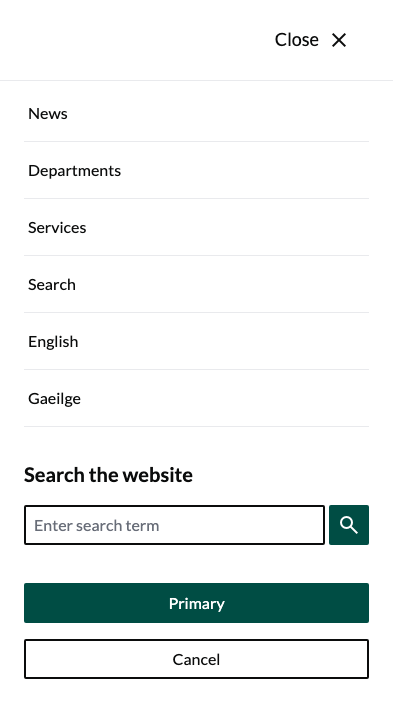 Close
News
Departments
Services
Search
English
Gaeilge
Search the website
Enter search term
Primary
Cancel